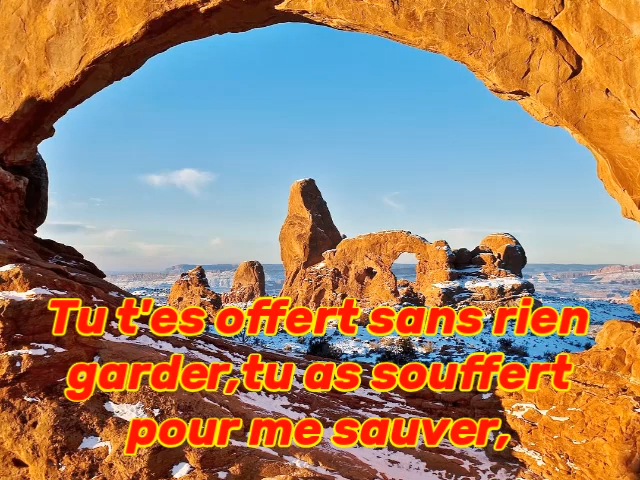 Tu t'es offert sans rien
garder,tu as souffert
pour me sauver,